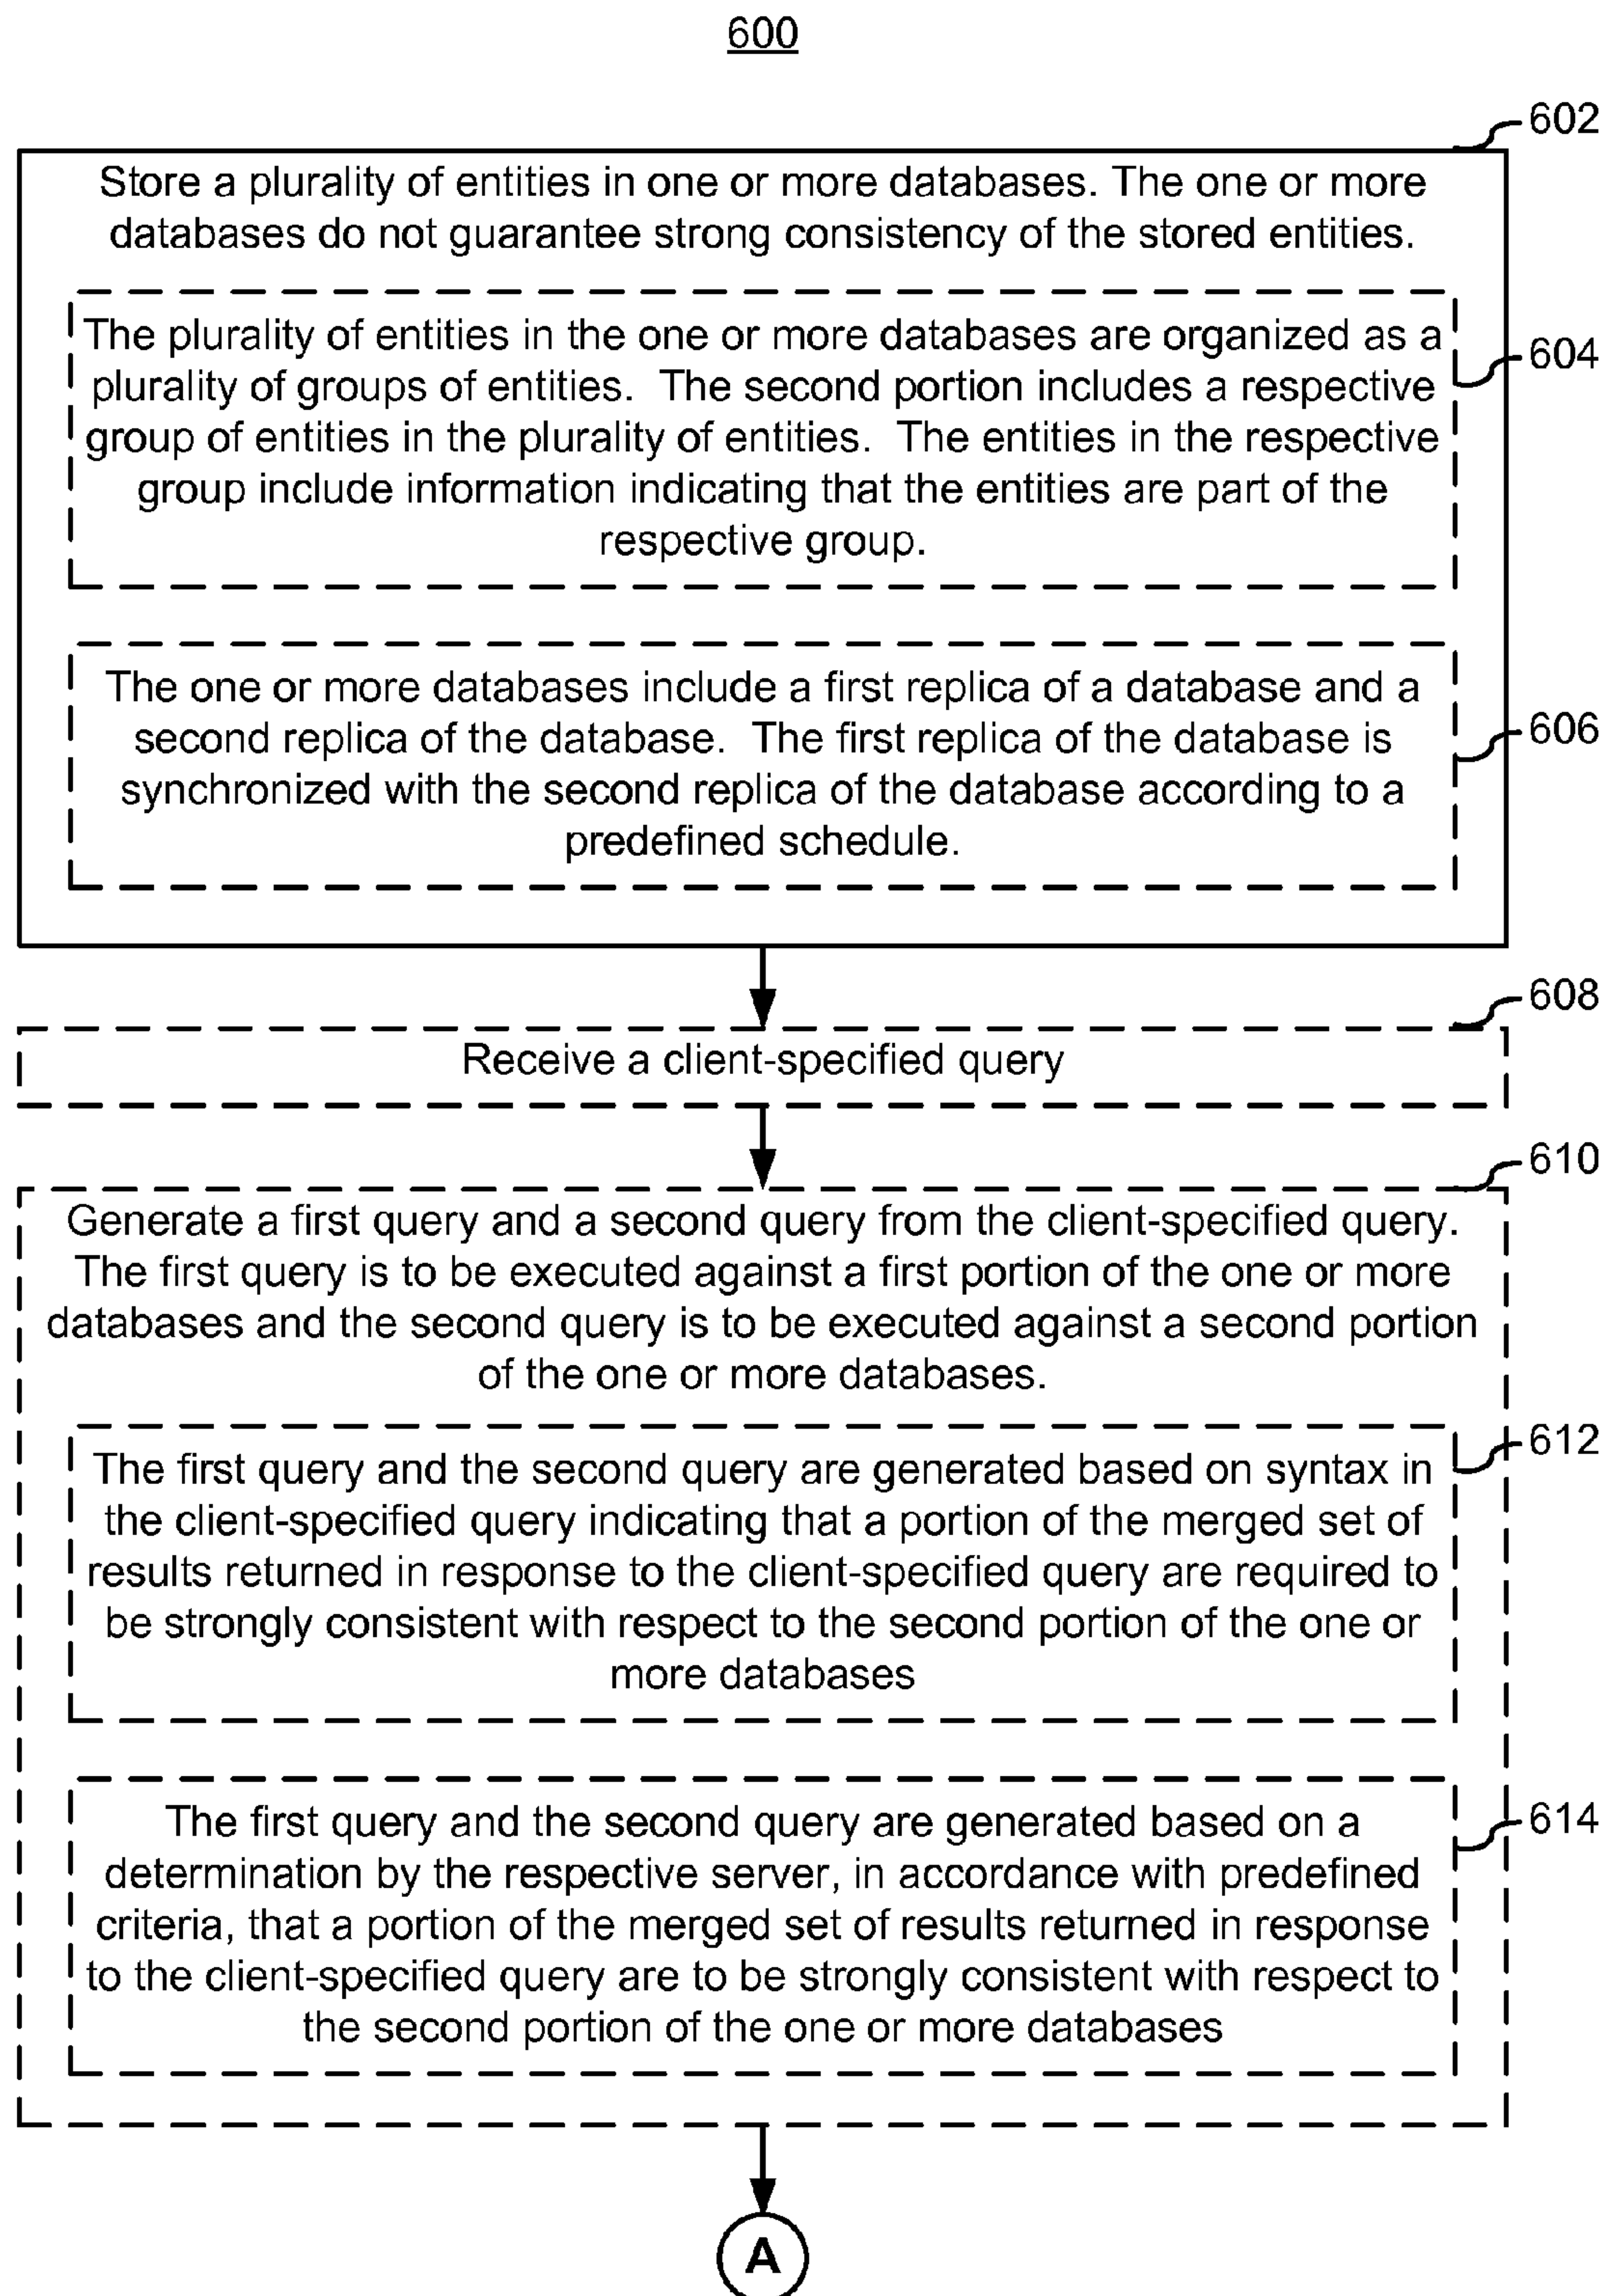 600
602
Store a plurality of entities in one or more databases. The one or more
databases do not guarantee strong consistency of the stored entities.
The plurality of entities in the one or more databases are organized as a
604
plurality of groups of entities. The second portion includes a respective
group of entities in the plurality of entities. The entities in the respective
group include information indicating that the entities are part of the
respective group.
The one or more databases include a first replica of a database and a
606
second replica of the database. The first replica of the database is
synchronized with the second replica of the database according to a
predefined schedule.
608
Receive a client-specified query
610
Generate a first query and a second query from the client-specified query.
The first query is to be executed against a first portion of the one or more
databases and the second query is to be executed against a second portion
of the one or more databases.
612
The first query and the second query are generated based on syntax in
the client-specified query indicating that a portion of the merged set of
results returned in response to the client-specified query are required to
be strongly consistent with respect to the second portion of the one or
more databases
614
The first query and the second query are generated based on a
determination by the respective server, in accordance with predefined
criteria, that a portion of the merged set of results returned in response
to the client-specified query are to be strongly consistent with respect to
the second portion of the one or more databases
A